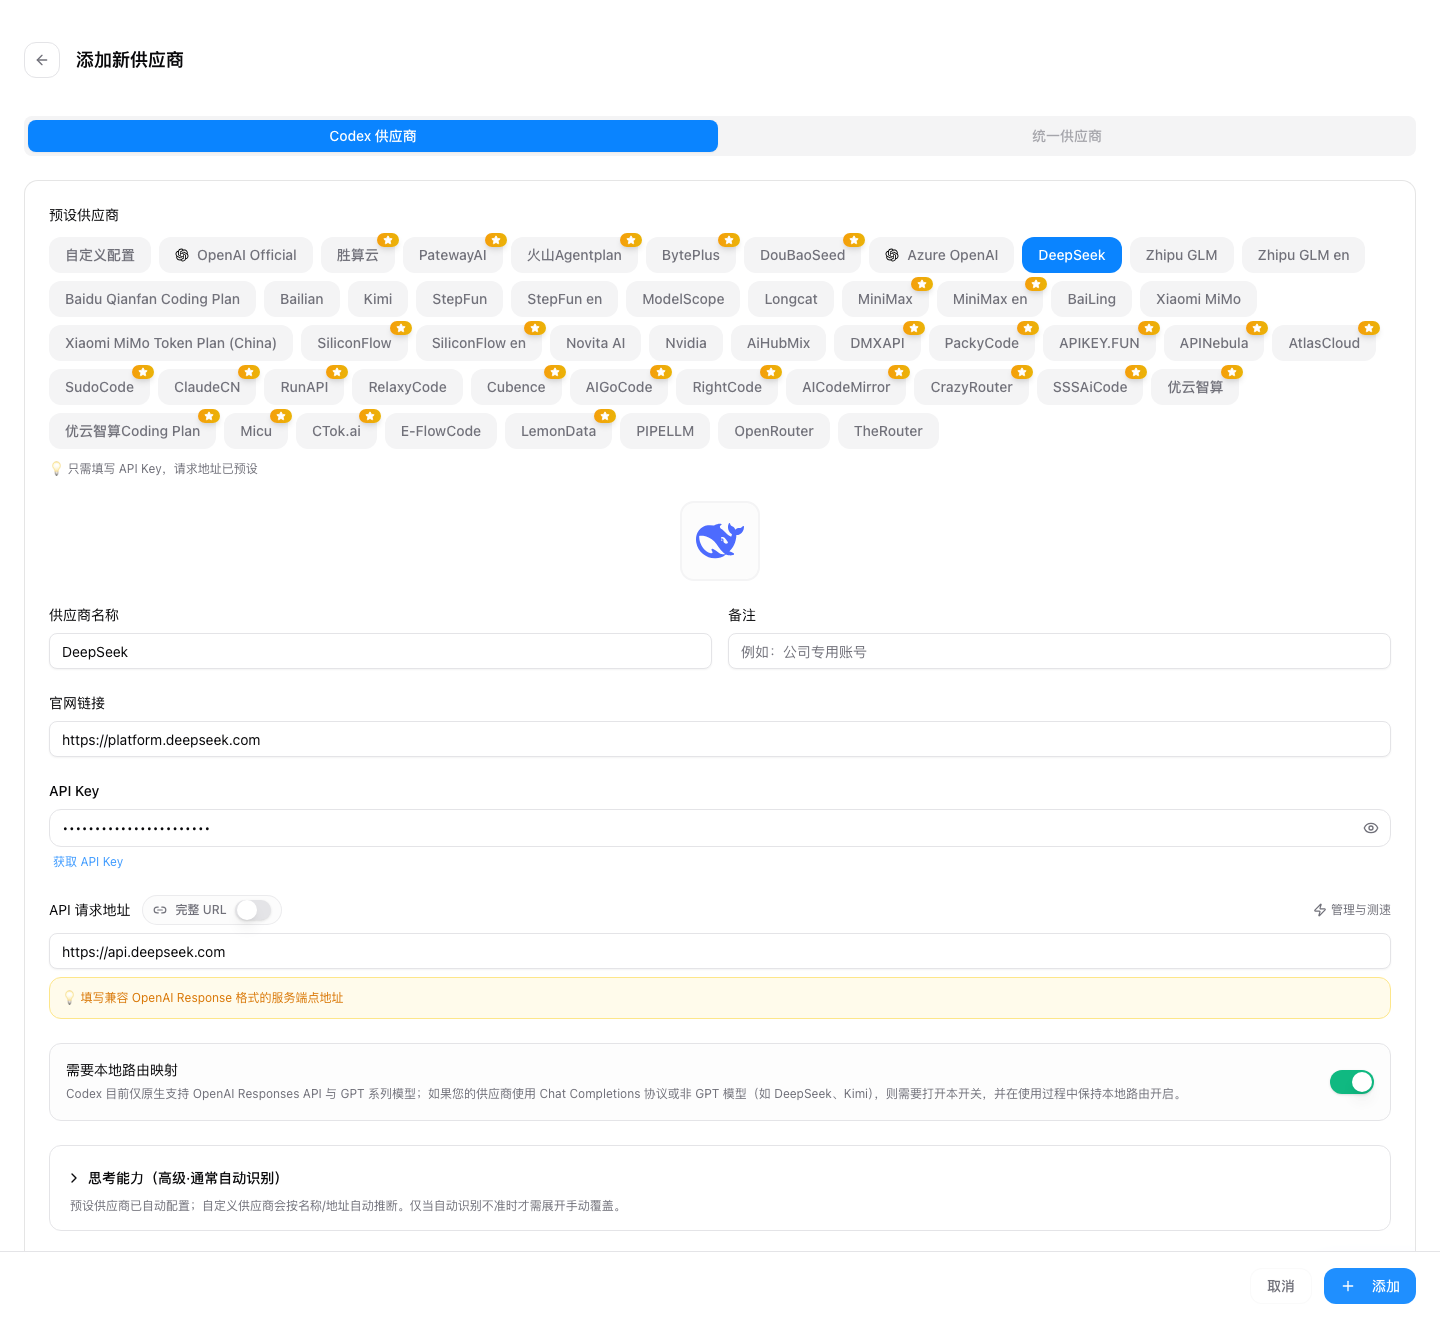 添加新供应商
Codex 供应商 统一供应商
预设供应商
自定义配置 OpenAI Official 胜算云 PatewayAI 火山Agentplan BytePlus DouBaoSeed Azure OpenAI DeepSeek Zhipu GLM Zhipu GLM en
Baidu Qianfan Coding Plan Bailian Kimi StepFun StepFun en ModelScope Longcat MiniMax MiniMax en BaiLing Xiaomi MiMo
Xiaomi MiMo Token Plan (China) SiliconFlow SiliconFlow en Novita AI Nvidia AiHubMix DMXAPI PackyCode APIKEY.FUN APINebula AtlasCloud
SudoCode ClaudeCN RunAPI RelaxyCode Cubence AIGoCode RightCode AICodeMirror CrazyRouter SSSAiCode 优云智算
优云智算Coding Plan Micu CTok.ai E-FlowCode LemonData PIPELLM OpenRouter TheRouter
💡 只需填写 API Key，请求地址已预设
供应商名称 备注
DeepSeek 例如：公司专用账号
官网链接
https://platform.deepseek.com
API Key
•••••••••••••••••••••••
获取 API Key
API 请求地址 完整 URL 管理与测速
https://api.deepseek.com
💡 填写兼容 OpenAI Response 格式的服务端点地址
需要本地路由映射
Codex 目前仅原生支持 OpenAI Responses API 与 GPT 系列模型；如果您的供应商使用 Chat Completions 协议或非 GPT 模型（如 DeepSeek、Kimi），则需要打开本开关，并在使用过程中保持本地路由开启。
思考能力（高级·通常自动识别）
预设供应商已自动配置；自定义供应商会按名称/地址自动推断。仅当自动识别不准时才需展开手动覆盖。
取消 添加